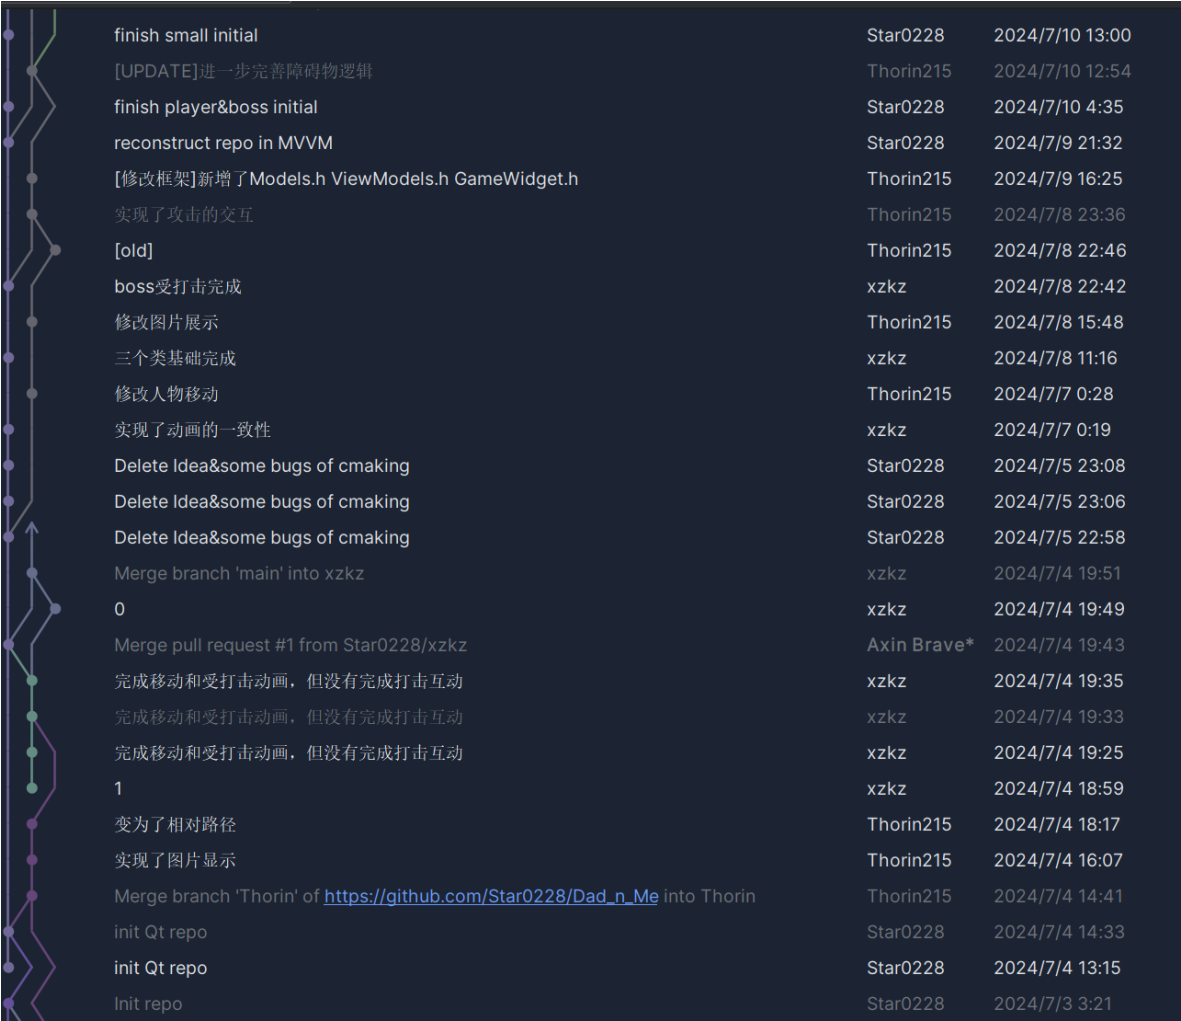 finish small initial Star0228 2024/7/10 13:00
[UPDATE]进一步完善障碍物逻辑 Thorin215 2024/7/10 12:54
finish player&boss initial Star0228 2024/7/10 4:35
reconstruct repo in MVVM Star0228 2024/7/9 21:32
[修改框架]新增了Models.h ViewModels.h GameWidget.h Thorin215 2024/7/9 16:25
实现了攻击的交互 Thorin215 2024/7/8 23:36
[old] Thorin215 2024/7/8 22:46
boss受打击完成 xzkz 2024/7/8 22:42
修改图片展示 Thorin215 2024/7/8 15:48
三个类基础完成 xzkz 2024/7/8 11:16
修改人物移动 Thorin215 2024/7/7 0:28
实现了动画的一致性 xzkz 2024/7/7 0:19
Delete Idea&some bugs of cmaking Star0228 2024/7/5 23:08
Delete Idea&some bugs of cmaking Star0228 2024/7/5 23:06
Delete Idea&some bugs of cmaking Star0228 2024/7/5 22:58
Merge branch 'main' into xzkz xzkz 2024/7/4 19:51
0 xzkz 2024/7/4 19:49
Merge pull request #1 from Star0228/xzkz Axin Brave* 2024/7/4 19:43
完成移动和受打击动画，但没有完成打击互动 xzkz 2024/7/4 19:35
完成移动和受打击动画，但没有完成打击互动 xzkz 2024/7/4 19:33
完成移动和受打击动画，但没有完成打击互动 xzkz 2024/7/4 19:25
1 xzkz 2024/7/4 18:59
变为了相对路径 Thorin215 2024/7/4 18:17
实现了图片显示 Thorin215 2024/7/4 16:07
Merge branch 'Thorin' of https://github.com/Star0228/Dad_n_Me into Thorin Thorin215 2024/7/4 14:41
init Qt repo Star0228 2024/7/4 14:33
init Qt repo Star0228 2024/7/4 13:15
Init repo Star0228 2024/7/3 3:21